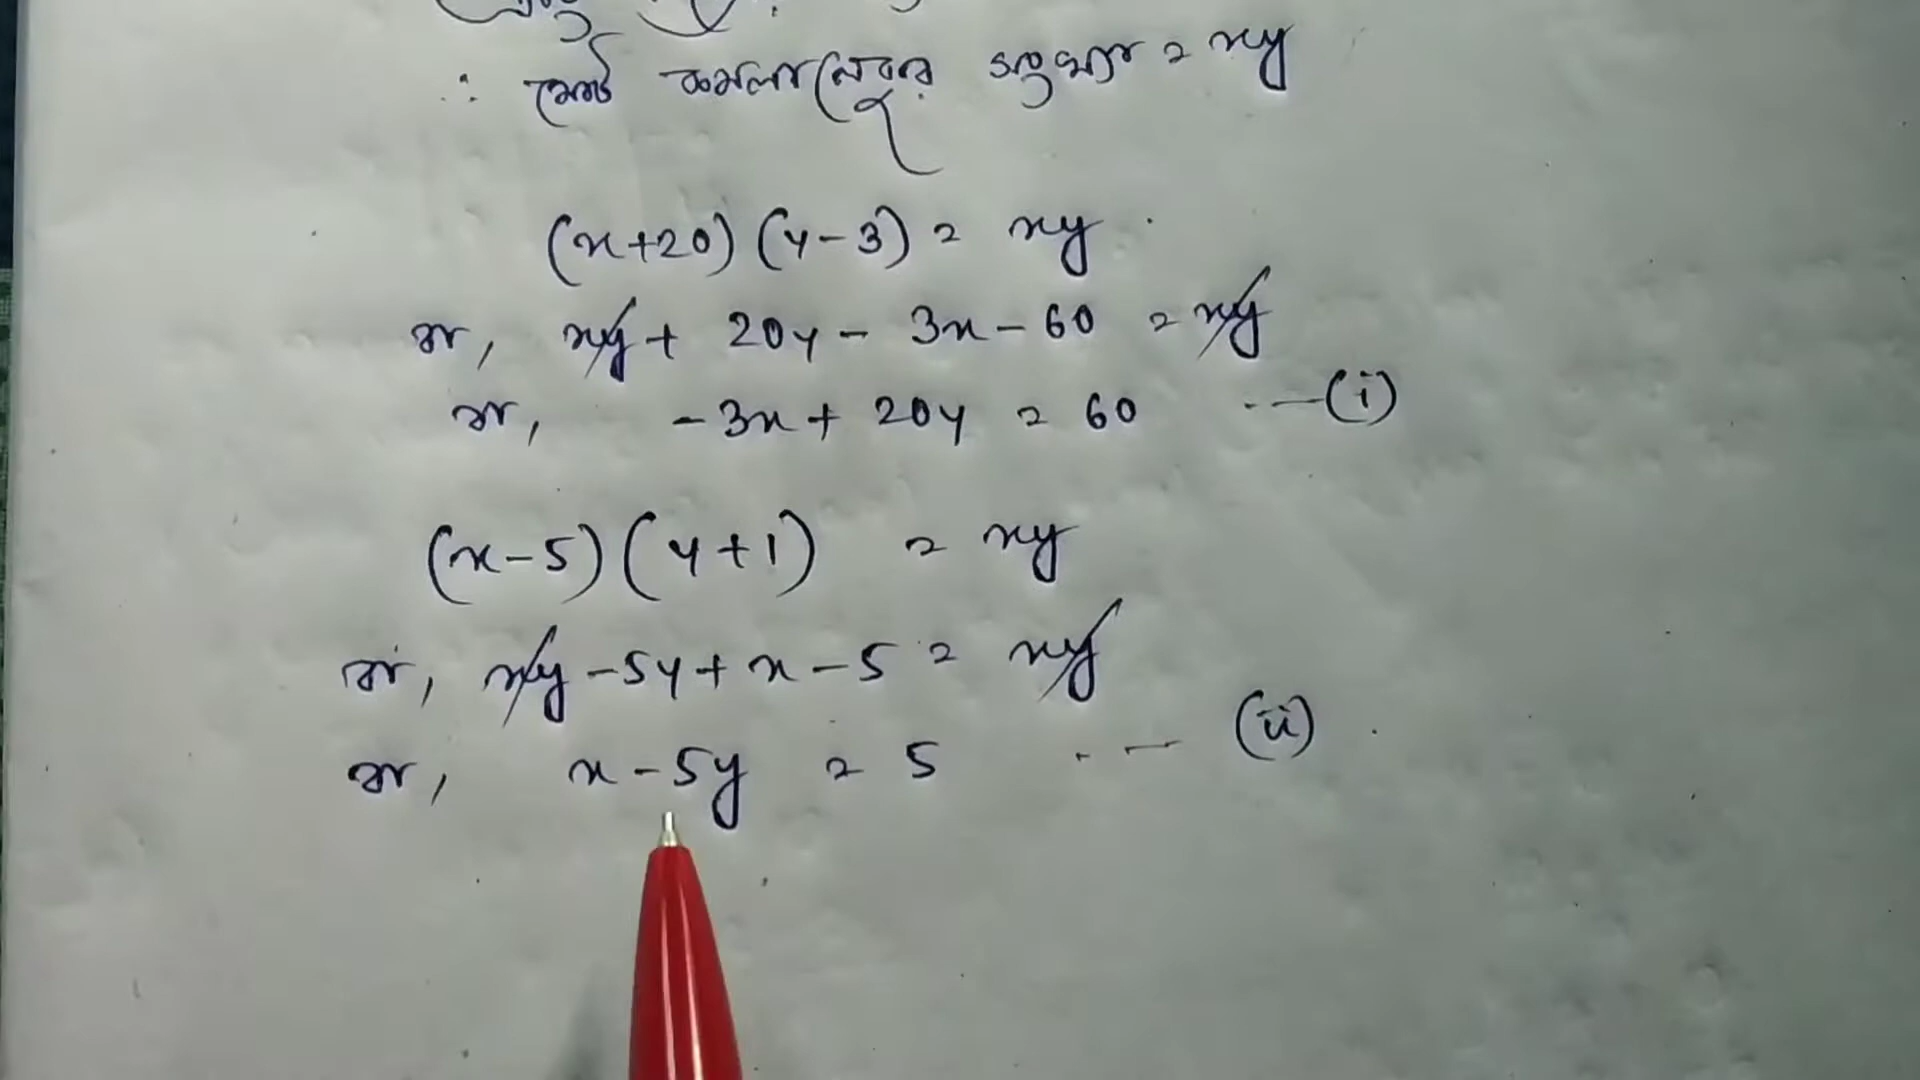 ∴ মোট কমলালেবুর সংখ্যা = xy
(x+20) (y-3) = xy
বা, xy + 20y - 3x - 60 = xy
বা, -3x + 20y = 60 --- (i)
(x-5) (y+1) = xy
বা, xy - 5y + x - 5 = xy
বা, x - 5y = 5 --- (ii)